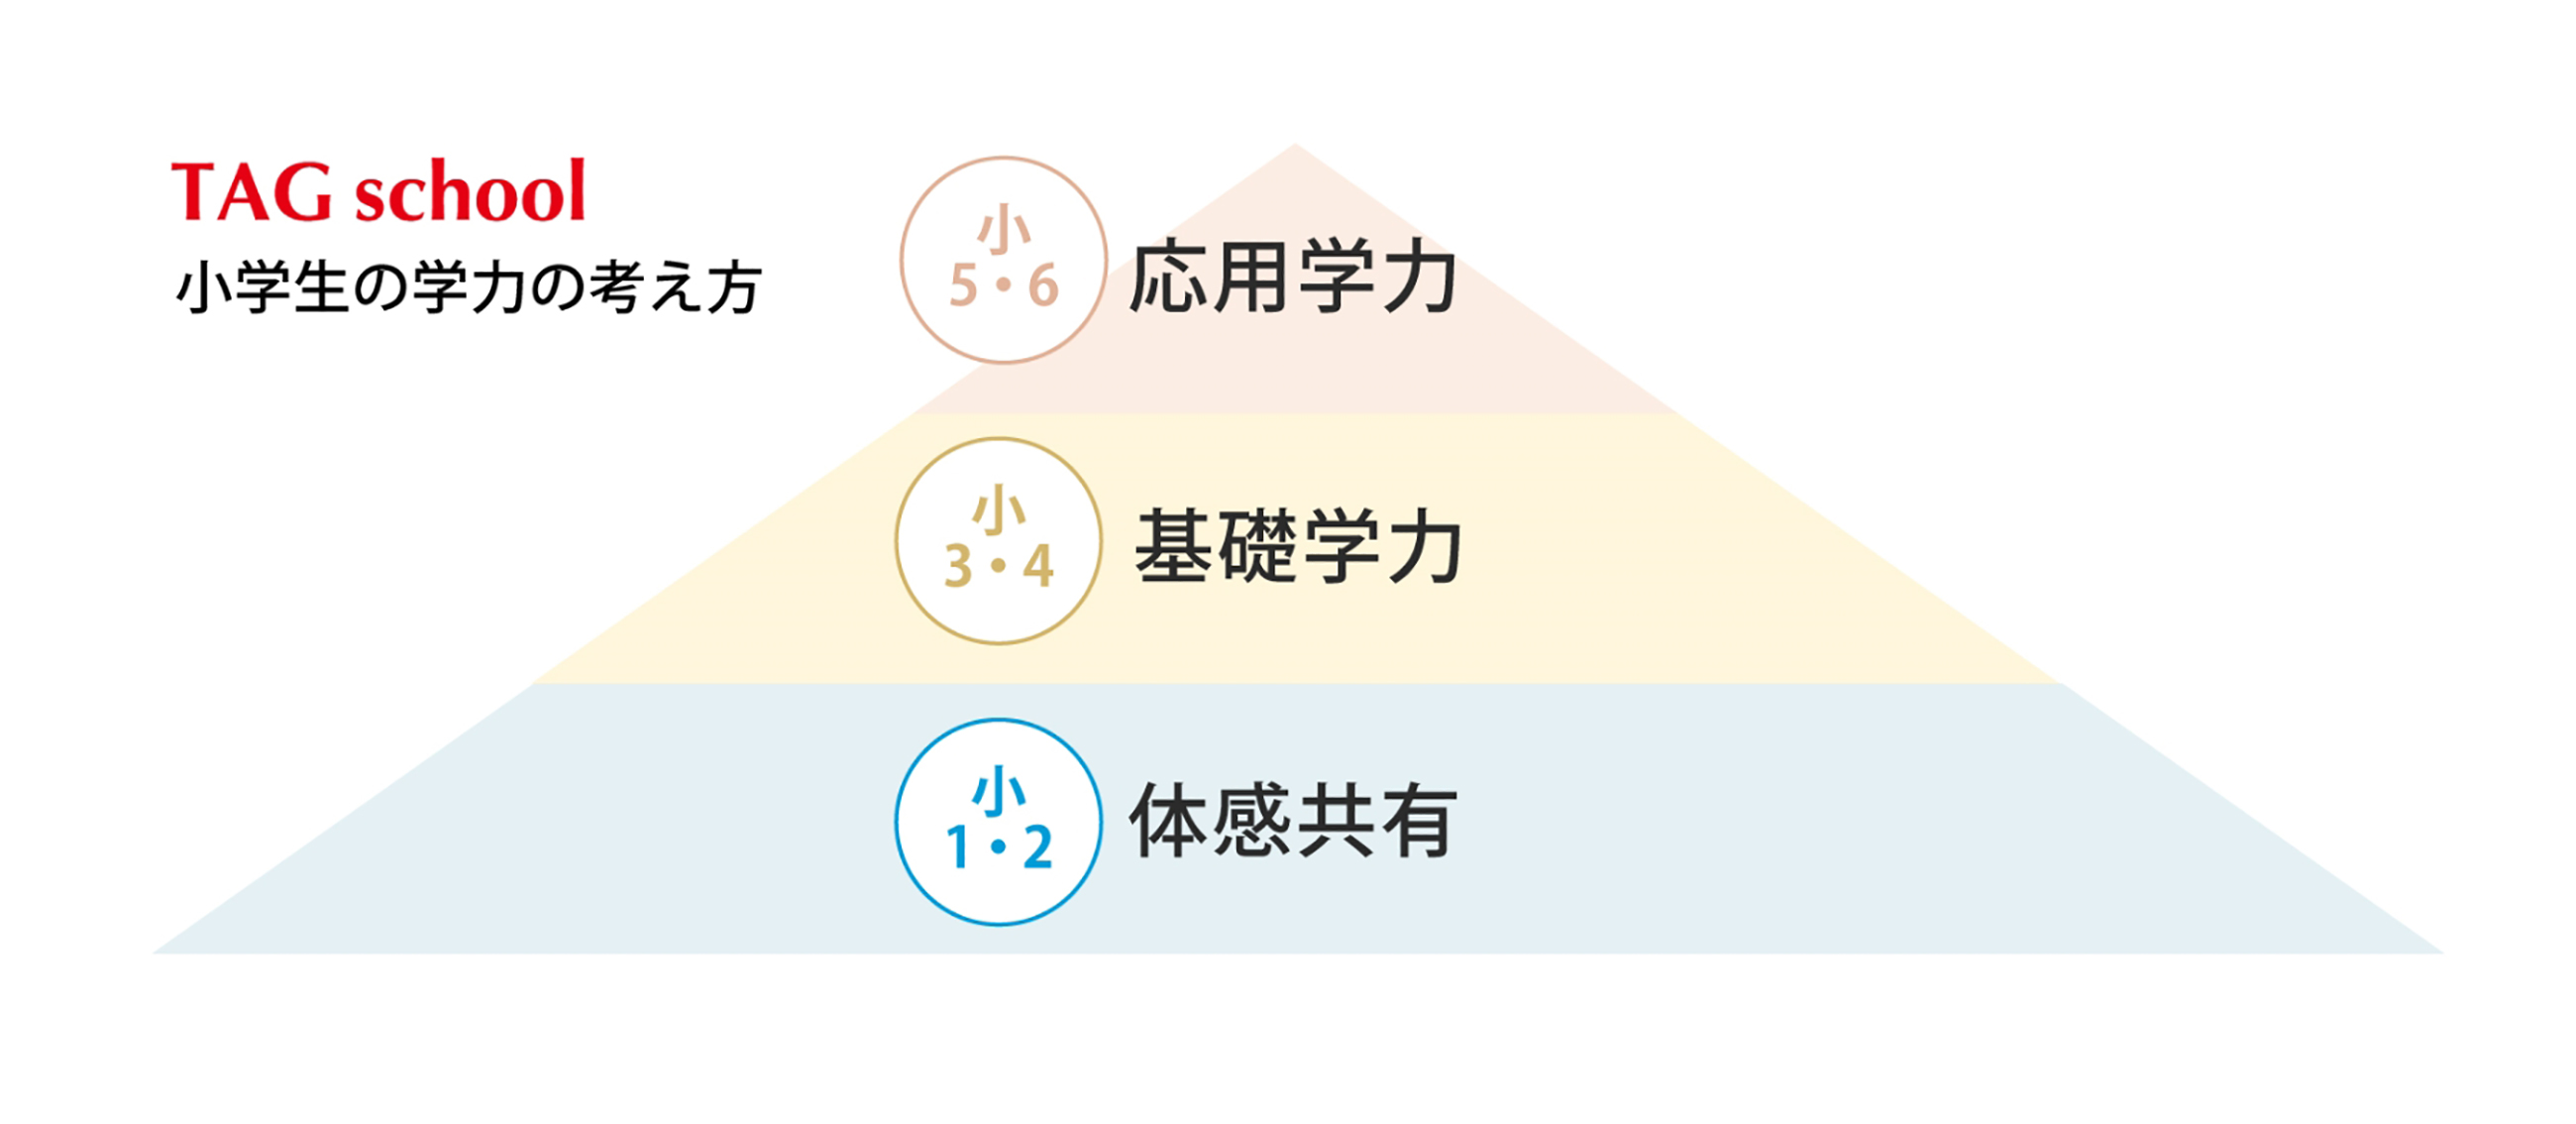 TAG school
小学生の学力の考え方
小
5・6
応用学力
小
3・4
基礎学力
小
1・2
体感共有